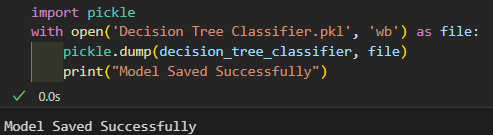 import pickle
with open('Decision Tree Classifier.pkl', 'wb') as file:
    pickle.dump(decision_tree_classifier, file)
    print("Model Saved Successfully")
✓ 0.0s
Model Saved Successfully